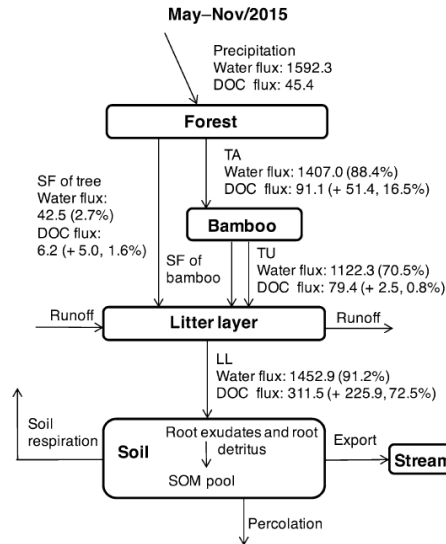 May–Nov/2015
Precipitation
Water flux: 1592.3
DOC flux: 45.4
Forest
TA
Water flux: 1407.0 (88.4%)
DOC flux: 91.1 (+ 51.4, 16.5%)
SF of tree
Water flux:
42.5 (2.7%)
DOC flux:
6.2 (+ 5.0, 1.6%)
Bamboo
SF of
bamboo
TU
Water flux: 1122.3 (70.5%)
DOC flux: 79.4 (+ 2.5, 0.8%)
Runoff
Litter layer
Runoff
LL
Water flux: 1452.9 (91.2%)
DOC flux: 311.5 (+ 225.9, 72.5%)
Soil
respiration
Root exudates and root
detritus
Soil
SOM pool
Export
Stream
Percolation